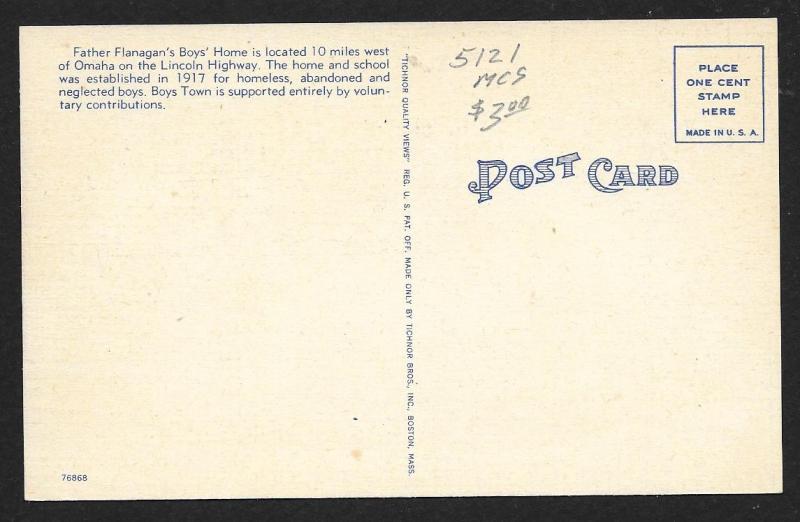 Father Flanagan's Boys' Home is located 10 miles west
of Omaha on the Lincoln Highway. The home and school
was established in 1917 for homeless, abandoned and
neglected boys. Boys Town is supported entirely by volun-
tary contributions.
"TICHNOR QUALITY VIEWS" REG. U. S. PAT. OFF. MADE ONLY BY TICHNOR BROS., INC., BOSTON, MASS.
5121
MCS
$3.00
PLACE
ONE CENT
STAMP
HERE
MADE IN U. S. A.
POST CARD
76868